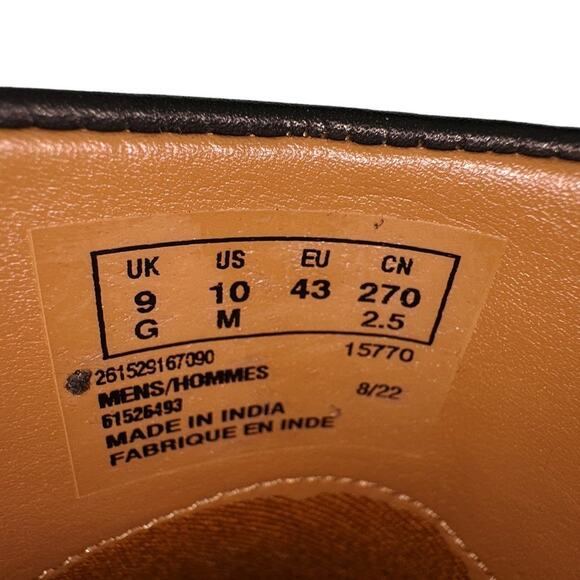 UK US EU CN
9 10 43 270
G M 2.5
261529167090 15770
MENS/HOMMES 8/22
61526493
MADE IN INDIA
FABRIQUE EN INDE